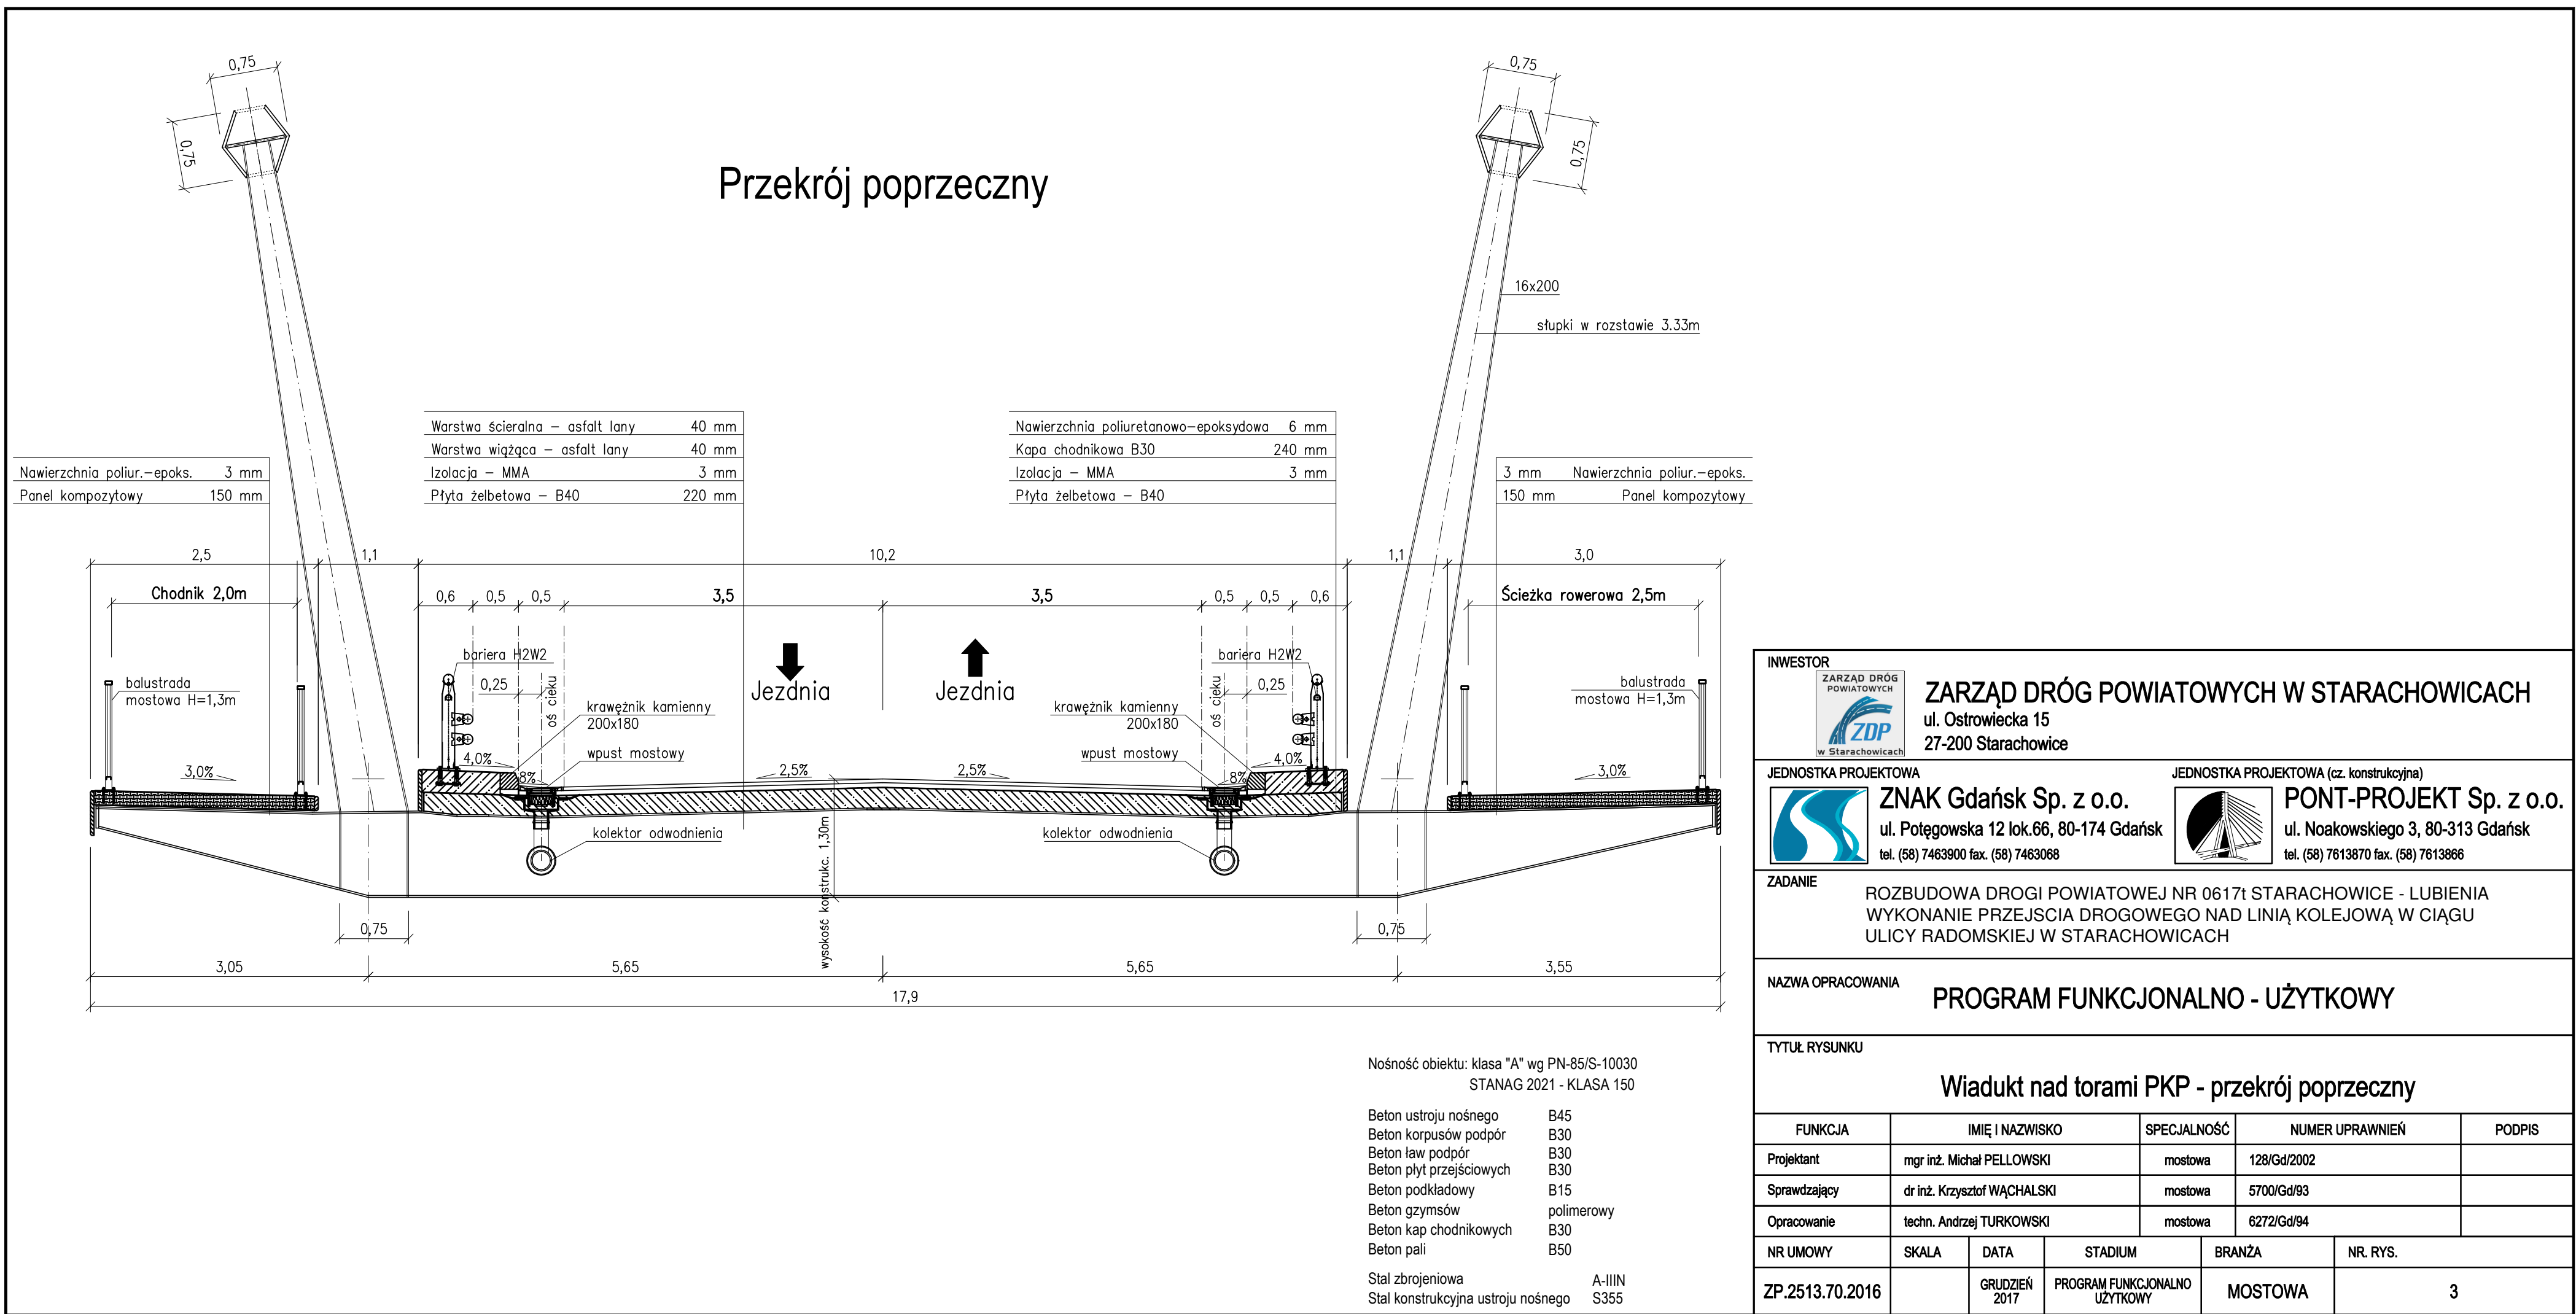 0,75
0,75
0,75
0,75
Przekrój poprzeczny
16x200
słupki w rozstawie 3.33m
Nawierzchnia poliur.–epoks. 3 mm
Panel kompozytowy 150 mm
Warstwa ścieralna – asfalt lany 40 mm
Warstwa wiążąca – asfalt lany 40 mm
Izolacja – MMA 3 mm
Płyta żelbetowa – B40 220 mm
Nawierzchnia poliuretanowo–epoksydowa 6 mm
Kapa chodnikowa B30 240 mm
Izolacja – MMA 3 mm
Płyta żelbetowa – B40
3 mm Nawierzchnia poliur.–epoks.
150 mm Panel kompozytowy
2,5 1,1 10,2 1,1 3,0
Chodnik 2,0m
0,6 0,5 0,5 3,5 3,5 0,5 0,5 0,6
Ścieżka rowerowa 2,5m
bariera H2W2
bariera H2W2
0,25
oś cieku
Jezdnia
Jezdnia
oś cieku
0,25
balustrada
mostowa H=1,3m
krawężnik kamienny
200x180
wpust mostowy
krawężnik kamienny
200x180
wpust mostowy
balustrada
mostowa H=1,3m
3,0%
4,0%
8%
2,5%
2,5%
8%
4,0%
3,0%
kolektor odwodnienia
wysokość konstrukc. 1,30m
kolektor odwodnienia
0,75
0,75
3,05 5,65 5,65 3,55
17,9
Nośność obiektu: klasa "A" wg PN-85/S-10030
STANAG 2021 - KLASA 150
Beton ustroju nośnego B45
Beton korpusów podpór B30
Beton ław podpór B30
Beton płyt przejściowych B30
Beton podkładowy B15
Beton gzymsów polimerowy
Beton kap chodnikowych B30
Beton pali B50
Stal zbrojeniowa A-IIIN
Stal konstrukcyjna ustroju nośnego S355
INWESTOR
ZARZĄD DRÓG
POWIATOWYCH
ZDP
w Starachowicach
ZARZĄD DRÓG POWIATOWYCH W STARACHOWICACH
ul. Ostrowiecka 15
27-200 Starachowice
JEDNOSTKA PROJEKTOWA
ZNAK Gdańsk Sp. z o.o.
ul. Potęgowska 12 lok.66, 80-174 Gdańsk
tel. (58) 7463900 fax. (58) 7463068
JEDNOSTKA PROJEKTOWA (cz. konstrukcyjna)
PONT-PROJEKT Sp. z o.o.
ul. Noakowskiego 3, 80-313 Gdańsk
tel. (58) 7613870 fax. (58) 7613866
ZADANIE
ROZBUDOWA DROGI POWIATOWEJ NR 0617t STARACHOWICE - LUBIENIA
WYKONANIE PRZEJSCIA DROGOWEGO NAD LINIĄ KOLEJOWĄ W CIĄGU
ULICY RADOMSKIEJ W STARACHOWICACH
NAZWA OPRACOWANIA
PROGRAM FUNKCJONALNO - UŻYTKOWY
TYTUŁ RYSUNKU
Wiadukt nad torami PKP - przekrój poprzeczny
FUNKCJA IMIĘ I NAZWISKO SPECJALNOŚĆ NUMER UPRAWNIEŃ PODPIS
Projektant mgr inż. Michał PELLOWSKI mostowa 128/Gd/2002
Sprawdzający dr inż. Krzysztof WĄCHALSKI mostowa 5700/Gd/93
Opracowanie techn. Andrzej TURKOWSKI mostowa 6272/Gd/94
NR UMOWY SKALA DATA STADIUM BRANŻA NR. RYS.
ZP.2513.70.2016 GRUDZIEŃ 2017 PROGRAM FUNKCJONALNO UŻYTKOWY MOSTOWA 3